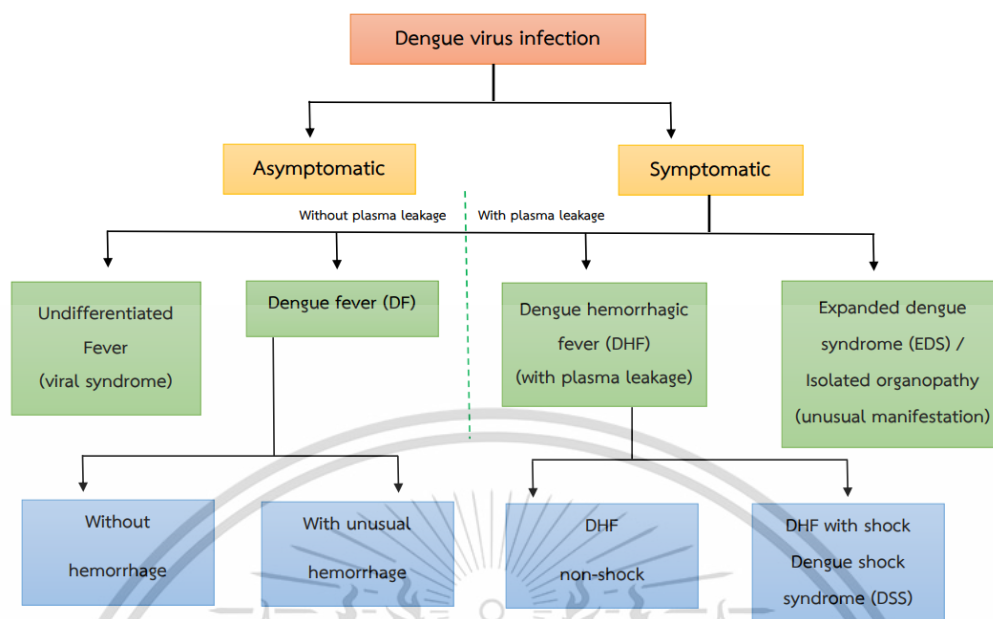 Dengue virus infection
Asymptomatic
Symptomatic
Without plasma leakage
With plasma leakage
Undifferentiated
Fever
(viral syndrome)
Dengue fever (DF)
Dengue hemorrhagic
fever (DHF)
(with plasma leakage)
Expanded dengue
syndrome (EDS) /
Isolated organopathy
(unusual manifestation)
Without
hemorrhage
With unusual
hemorrhage
DHF
non-shock
DHF with shock
Dengue shock
syndrome (DSS)